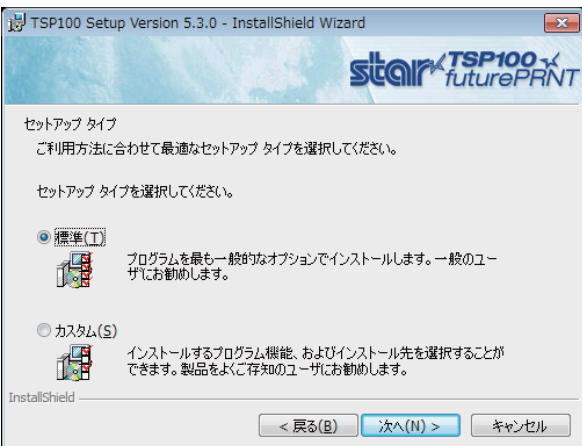 TSP100 Setup Version 5.3.0 - InstallShield Wizard
star TSP100
futurePRNT
セットアップ タイプ
ご利用方法に合わせて最適なセットアップ タイプを選択してください。
セットアップ タイプを選択してください。
標準(T)
プログラムを最も一般的なオプションでインストールします。一般のユー
ザにお勧めします。
カスタム(S)
インストールするプログラム機能、およびインストール先を選択することが
できます。製品をよくご存知のユーザにお勧めします。
InstallShield
< 戻る(B)
次へ(N) >
キャンセル